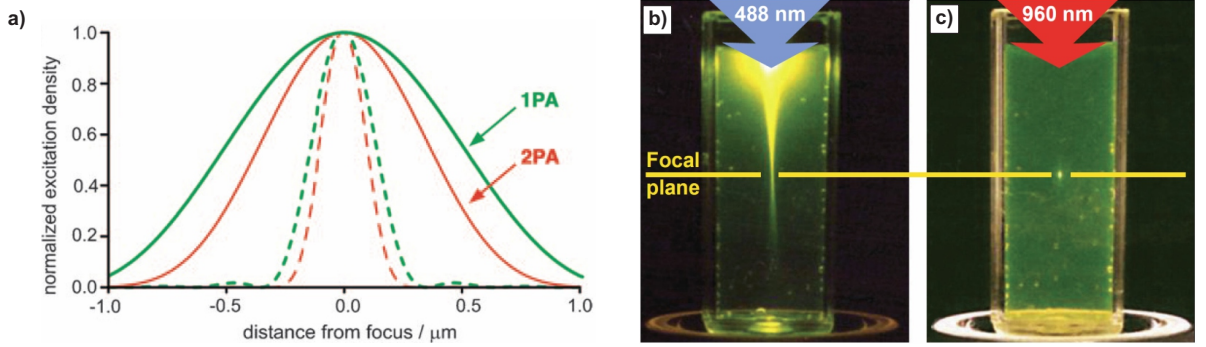 a)
normalized excitation density
1.0
0.8
0.6
0.4
0.2
0.0
1PA
2PA
-1.0
-0.5
0.0
0.5
1.0
distance from focus / μm
b)
488 nm
c)
960 nm
Focal
plane